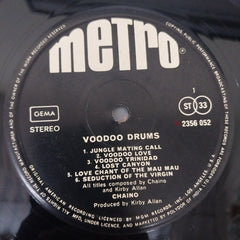 metro
GEMA
STEREO
ST 33
1
2356 052
VOODOO DRUMS
1. JUNGLE MATING CALL
2. VOODOO LOVE
3. VOODOO TRINIDAD
4. LOST CANYON
5. LOVE CHANT OF THE MAU MAU
6. SEDUCTION OF THE VIRGIN
All titles composed by Chaino
and Kirby Allan
CHAINO
Produced by Kirby Allan